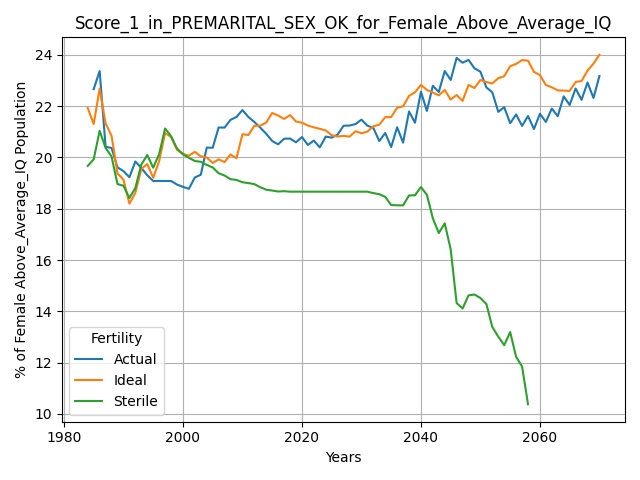 Score_1_in_PREMARITAL_SEX_OK_for_Female_Above_Average_IQ
% of Female Above_Average_IQ Population
24
22
20
18
16
14
12
10
Fertility
Actual
Ideal
Sterile
1980
2000
2020
2040
2060
Years